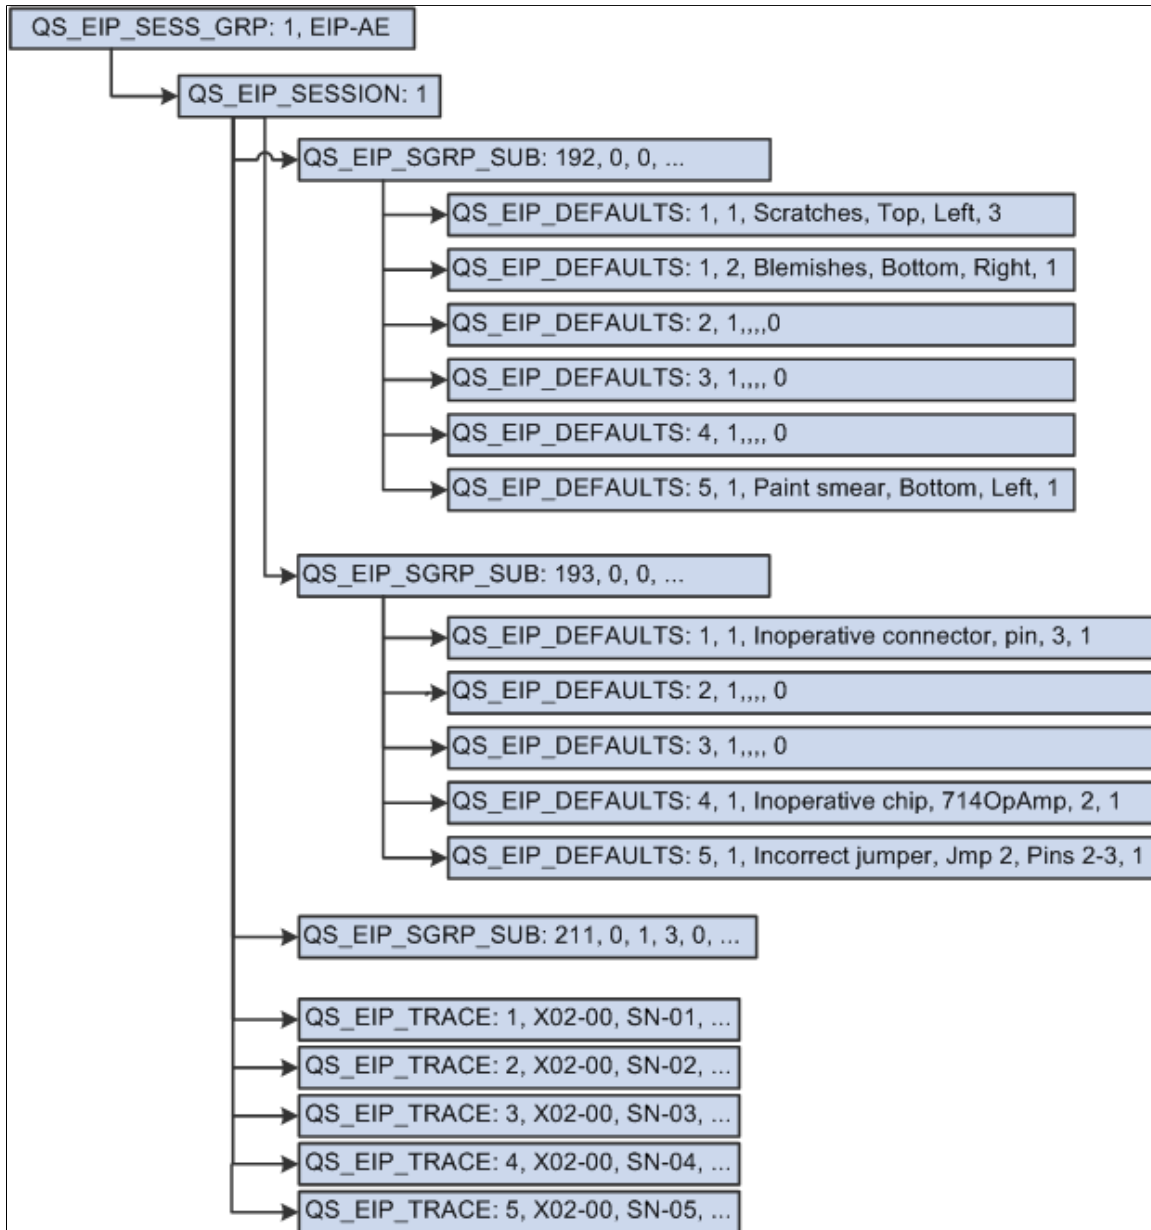 QS_EIP_SESS_GRP: 1, EIP-AE
QS_EIP_SESSION: 1
QS_EIP_SGRP_SUB: 192, 0, 0, ...
QS_EIP_DEFAULTS: 1, 1, Scratches, Top, Left, 3
QS_EIP_DEFAULTS: 1, 2, Blemishes, Bottom, Right, 1
QS_EIP_DEFAULTS: 2, 1,,,,0
QS_EIP_DEFAULTS: 3, 1,,,, 0
QS_EIP_DEFAULTS: 4, 1,,,, 0
QS_EIP_DEFAULTS: 5, 1, Paint smear, Bottom, Left, 1
QS_EIP_SGRP_SUB: 193, 0, 0, ...
QS_EIP_DEFAULTS: 1, 1, Inoperative connector, pin, 3, 1
QS_EIP_DEFAULTS: 2, 1,,,, 0
QS_EIP_DEFAULTS: 3, 1,,,, 0
QS_EIP_DEFAULTS: 4, 1, Inoperative chip, 714OpAmp, 2, 1
QS_EIP_DEFAULTS: 5, 1, Incorrect jumper, Jmp 2, Pins 2-3, 1
QS_EIP_SGRP_SUB: 211, 0, 1, 3, 0, ...
QS_EIP_TRACE: 1, X02-00, SN-01, ...
QS_EIP_TRACE: 2, X02-00, SN-02, ...
QS_EIP_TRACE: 3, X02-00, SN-03, ...
QS_EIP_TRACE: 4, X02-00, SN-04, ...
QS_EIP_TRACE: 5, X02-00, SN-05, ...